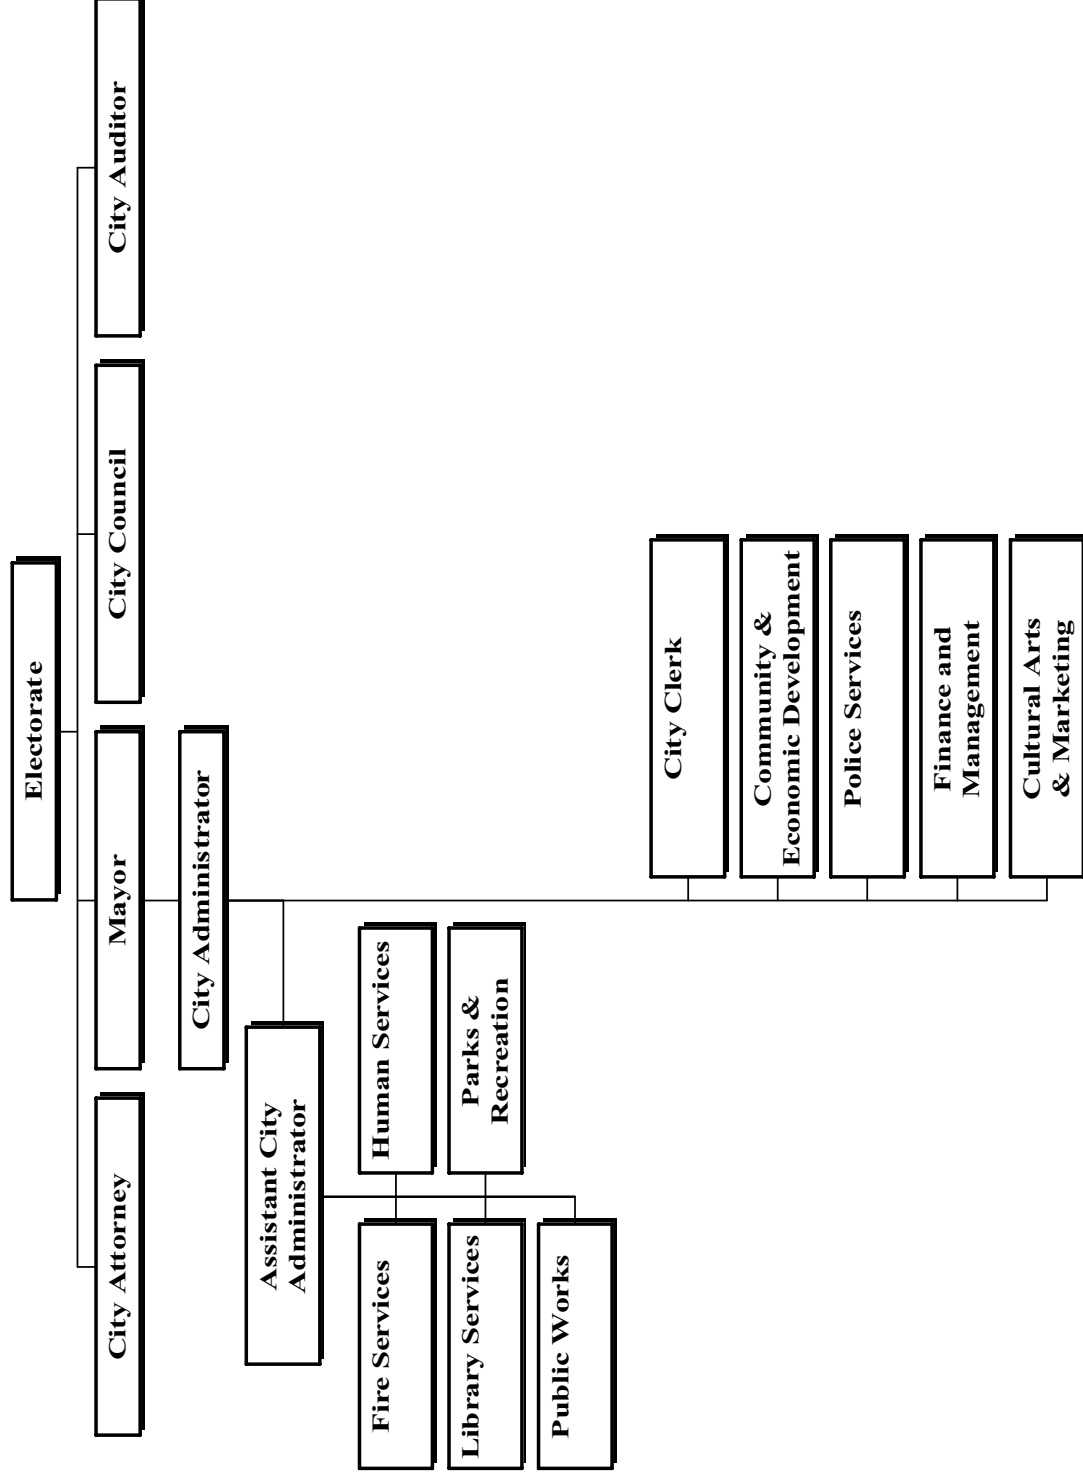 Electorate
City Attorney
Mayor
City Council
City Auditor
City Administrator
Assistant City
Administrator
Fire Services
Human Services
Library Services
Parks &
Recreation
Public Works
City Clerk
Community &
Economic Development
Police Services
Finance and
Management
Cultural Arts
& Marketing